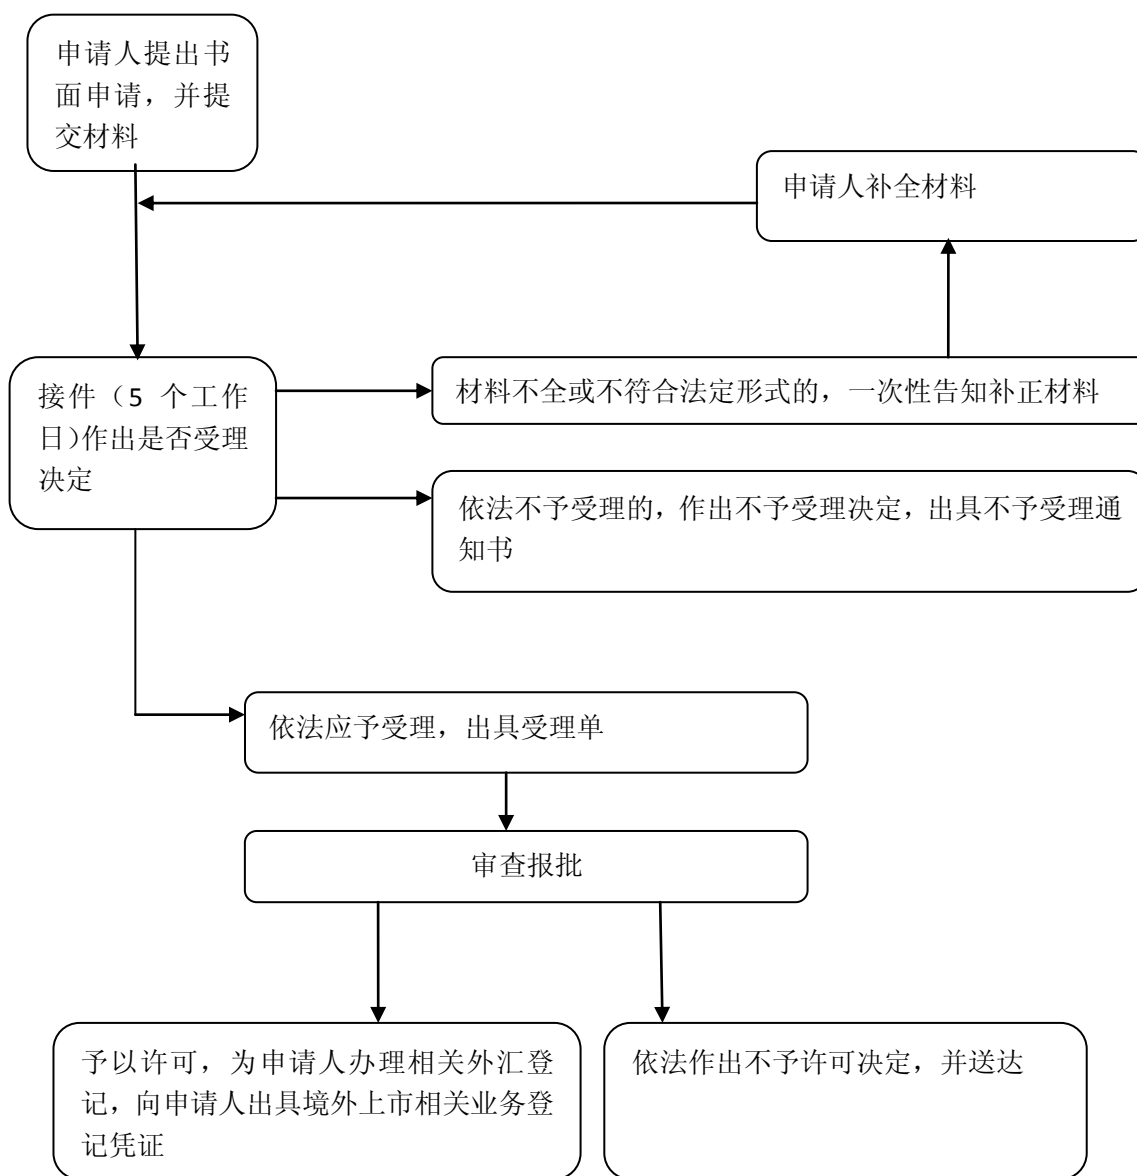 申请人提出书
面申请，并提
交材料
申请人补全材料
接件（5 个工作
日）作出是否受理
决定
材料不全或不符合法定形式的，一次性告知补正材料
依法不予受理的，作出不予受理决定，出具不予受理通
知书
依法应予受理，出具受理单
审查报批
予以许可，为申请人办理相关外汇登
记，向申请人出具境外上市相关业务登
记凭证
依法作出不予许可决定，并送达